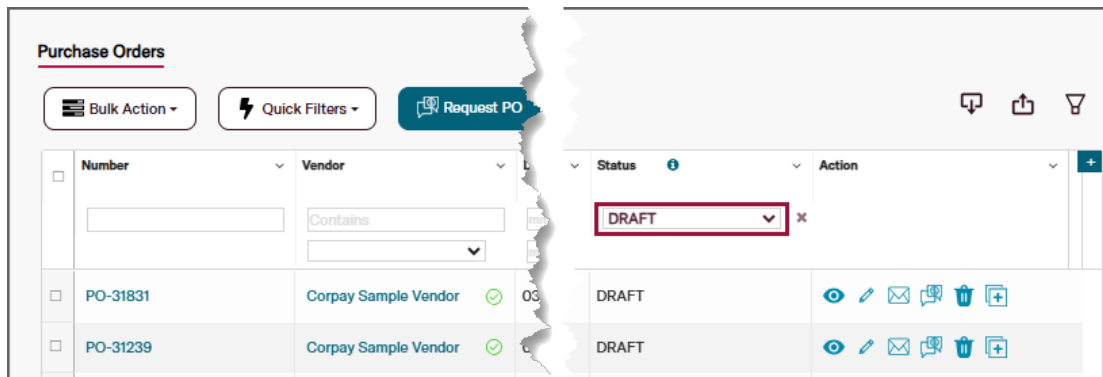 Purchase Orders
Bulk Action
Quick Filters
Request PO
Number
Vendor
Status
Action
Contains
DRAFT
PO-31831
Corpay Sample Vendor
03
DRAFT
PO-31239
Corpay Sample Vendor
DRAFT